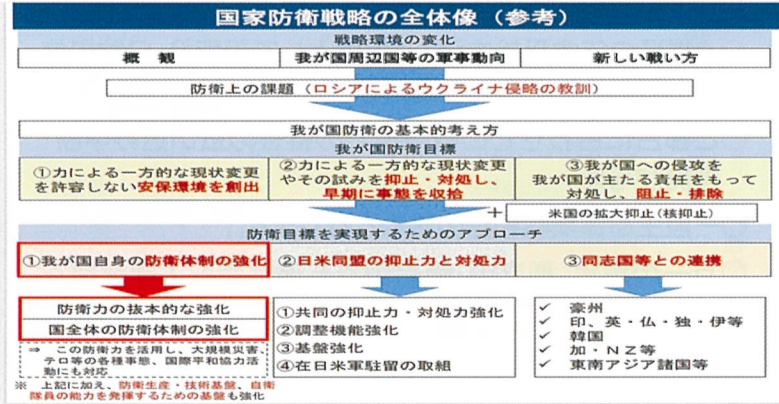 国家防衛戦略の全体像（参考）
戦略環境の変化
概　観
我が国周辺国等の軍事動向
新しい戦い方
防衛上の課題（ロシアによるウクライナ侵略の教訓）
我が国防衛の基本的考え方
我が国防衛目標
①力による一方的な現状変更
を許容しない安保環境を創出
②力による一方的な現状変更
やその試みを抑止・対処し、
早期に事態を収拾
③我が国への侵攻を
我が国が主たる責任をもって
対処し、阻止・排除
＋
米国の拡大抑止（核抑止）
防衛目標を実現するためのアプローチ
①我が国自身の防衛体制の強化
②日米同盟の抑止力と対処力
③同志国等との連携
防衛力の抜本的な強化
国全体の防衛体制の強化
⇒　この防衛力を活用し、大規模災害、
テロ等の各種事態、国際平和協力活
動にも対応
※　上記に加え、防衛生産・技術基盤、自衛
隊員の能力を発揮するための基盤も強化
①共同の抑止力・対処力強化
②調整機能強化
③基盤強化
④在日米軍駐留の取組
✓ 豪州
✓ 印、英・仏・独・伊等
✓ 韓国
✓ 加・ＮＺ等
✓ 東南アジア諸国等